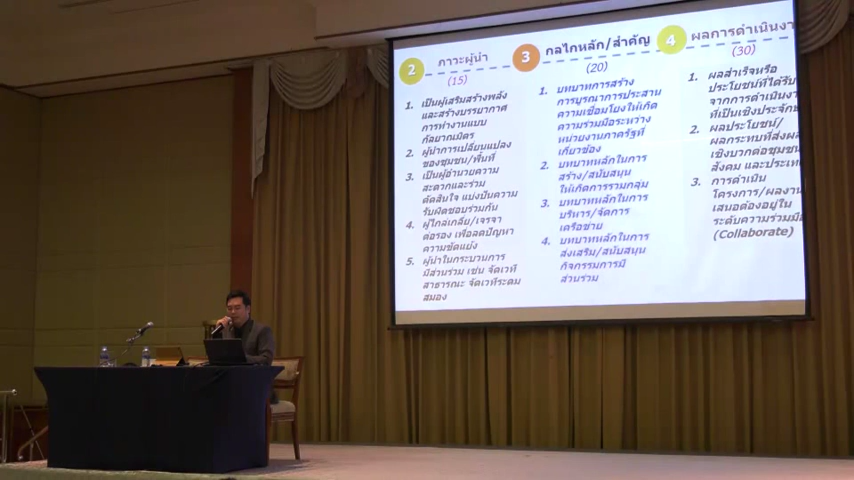 2 ภาวะผู้นำ
(15)
1. เป็นผู้เสริมสร้างพลัง
และสร้างบรรยากาศ
การทำงานแบบ
กัลยาณมิตร
2. ผู้นำการเปลี่ยนแปลง
ของชุมชน/พื้นที่
3. เป็นผู้อำนวยความ
สะดวกและร่วม
ตัดสินใจ แบ่งปันความ
รับผิดชอบร่วมกัน
4. ผู้ไกล่เกลี่ย/เจรจา
ต่อรอง เพื่อลดปัญหา
ความขัดแย้ง
5. ผู้นำในกระบวนการ
มีส่วนร่วม เช่น จัดเวที
สาธารณะ จัดเวทีระดม
สมอง
3 กลไกหลัก/สำคัญ
(20)
1. บทบาทการสร้าง
การบูรณาการประสาน
ความเชื่อมโยงให้เกิด
ความร่วมมือระหว่าง
หน่วยงานภาครัฐที่
เกี่ยวข้อง
2. บทบาทหลักในการ
สร้าง/สนับสนุน
ให้เกิดการรวมกลุ่ม
3. บทบาทหลักในการ
บริหาร/จัดการ
เครือข่าย
4. บทบาทหลักในการ
ส่งเสริม/สนับสนุน
กิจกรรมการมี
ส่วนร่วม
4 ผลการดำเนินงา
(30)
1. ผลสำเร็จหรือ
ประโยชน์ที่ได้รับ
จากการดำเนินงา
ที่เป็นเชิงประจักษ
2. ผลประโยชน์/
ผลกระทบที่ส่งผล
เชิงบวกต่อชุมชน
สังคม และประเท
3. การดำเนิน
โครงการ/ผลงาน
เสนอต้องอยู่ใน
ระดับความร่วมมือ
(Collaborate)